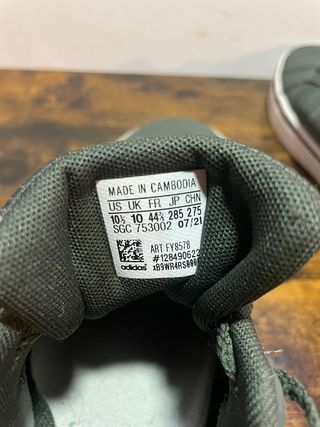 MADE IN CAMBODIA
US UK FR JP CHN
10½ 10 44⅔ 285 275
SGC 753002 07/21
ART FY8578
#128490622
adidas